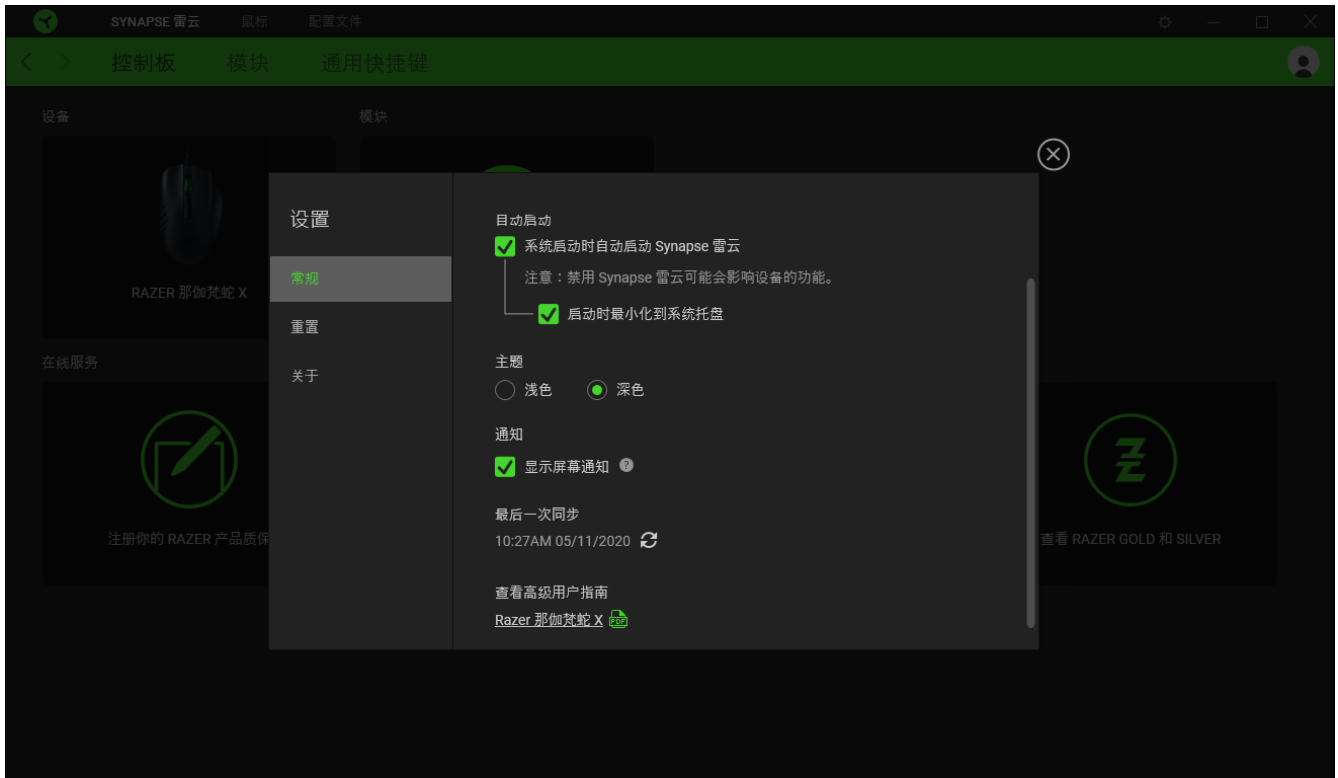 SYNAPSE 雷云 鼠标 配置文件
控制板 模块 通用快捷键
设备 模块
RAZER 那伽梵蛇 X
在线服务
注册你的 RAZER 产品质保
查看 RAZER GOLD 和 SILVER
设置
常规
重置
关于
自动启动
系统启动时自动启动 Synapse 雷云
注意：禁用 Synapse 雷云可能会影响设备的功能。
启动时最小化到系统托盘
主题
浅色 深色
通知
显示屏幕通知 ?
最后一次同步
10:27AM 05/11/2020
查看高级用户指南
Razer 那伽梵蛇 X PDF